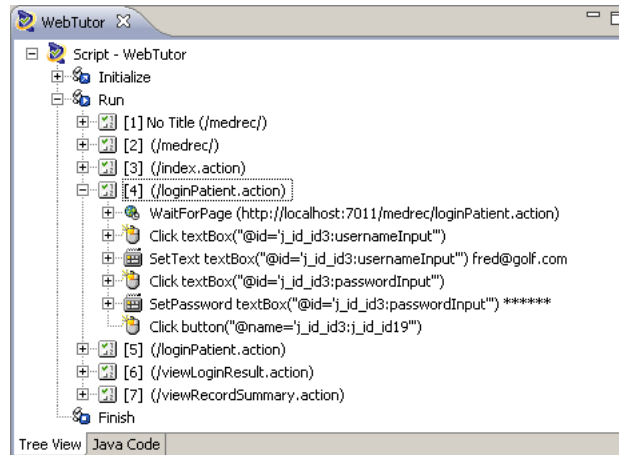 WebTutor
Script - WebTutor
Initialize
Run
[1] No Title (/medrec/)
[2] (/medrec/)
[3] (/index.action)
[4] (/loginPatient.action)
WaitForPage (http://localhost:7011/medrec/loginPatient.action)
Click textBox("@id='j_id_id3:usernameInput'")
SetText textBox("@id='j_id_id3:usernameInput'") fred@golf.com
Click textBox("@id='j_id_id3:passwordInput'")
SetPassword textBox("@id='j_id_id3:passwordInput'") ******
Click button("@name='j_id_id3:j_id_id19'")
[5] (/loginPatient.action)
[6] (/viewLoginResult.action)
[7] (/viewRecordSummary.action)
Finish
Tree View Java Code